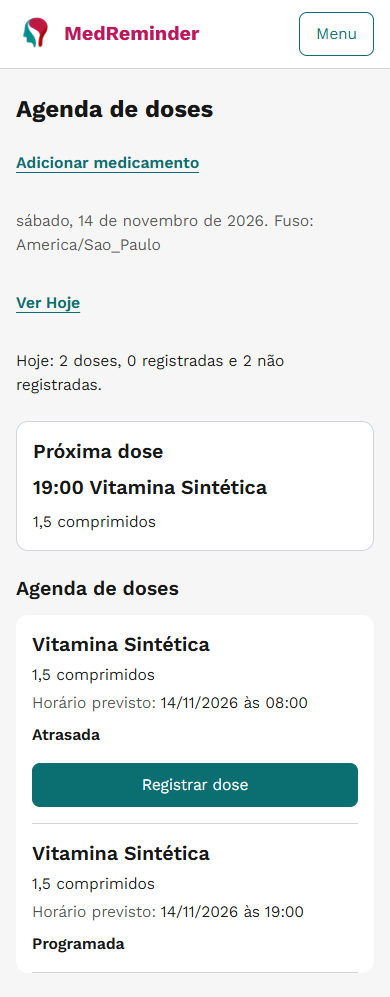 MedReminder
Menu
Agenda de doses
Adicionar medicamento
sábado, 14 de novembro de 2026. Fuso:
America/Sao_Paulo
Ver Hoje
Hoje: 2 doses, 0 registradas e 2 não
registradas.
Próxima dose
19:00 Vitamina Sintética
1,5 comprimidos
Agenda de doses
Vitamina Sintética
1,5 comprimidos
Horário previsto: 14/11/2026 às 08:00
Atrasada
Registrar dose
Vitamina Sintética
1,5 comprimidos
Horário previsto: 14/11/2026 às 19:00
Programada